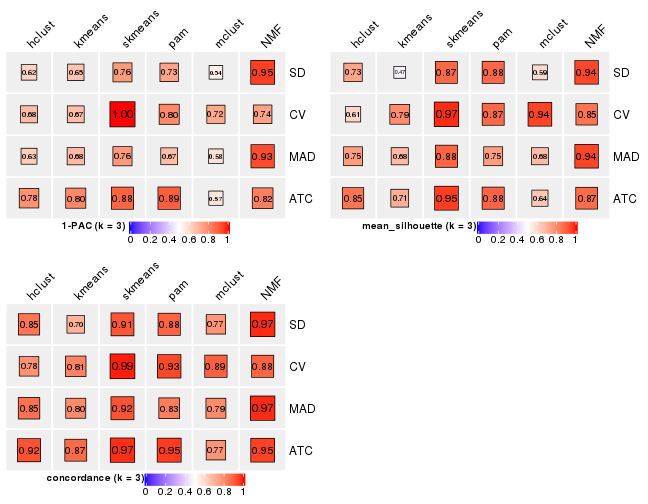 hclust kmeans skmeans pam mclust NMF
0.62 0.65 0.76 0.73 0.54 0.95 SD
0.68 0.67 1.00 0.80 0.72 0.74 CV
0.63 0.68 0.76 0.67 0.58 0.93 MAD
0.78 0.80 0.88 0.89 0.57 0.82 ATC
1-PAC (k = 3)
0 0.2 0.4 0.6 0.8 1
hclust kmeans skmeans pam mclust NMF
0.73 0.47 0.87 0.88 0.59 0.94 SD
0.61 0.79 0.97 0.87 0.94 0.85 CV
0.75 0.68 0.88 0.75 0.68 0.94 MAD
0.85 0.71 0.95 0.88 0.64 0.87 ATC
mean_silhouette (k = 3)
0 0.2 0.4 0.6 0.8 1
hclust kmeans skmeans pam mclust NMF
0.85 0.70 0.91 0.88 0.77 0.97 SD
0.78 0.81 0.99 0.93 0.89 0.88 CV
0.85 0.80 0.92 0.83 0.79 0.97 MAD
0.92 0.87 0.97 0.95 0.77 0.95 ATC
concordance (k = 3)
0 0.2 0.4 0.6 0.8 1